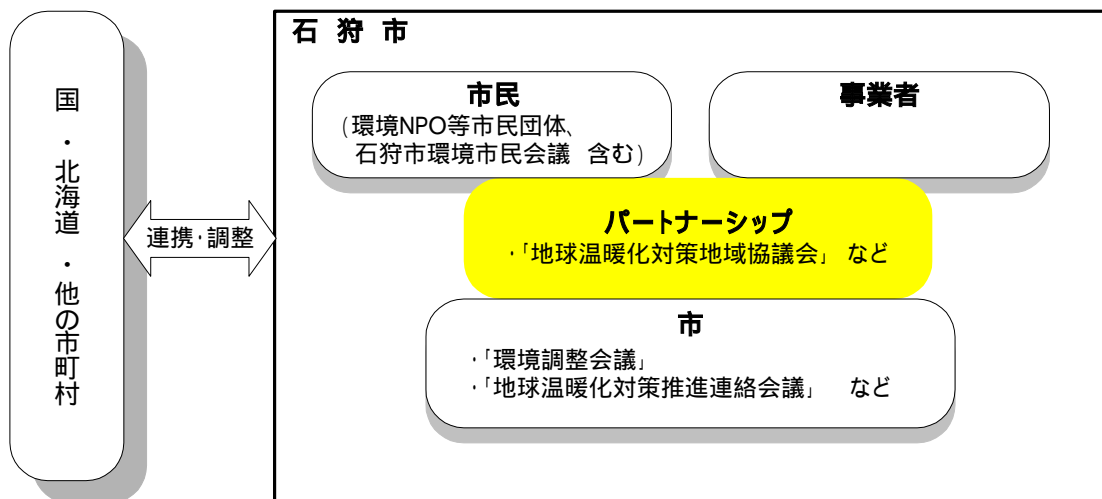 国・北海道・他の市町村
連携・調整
石狩市
市民
(環境NPO等市民団体、
石狩市環境市民会議 含む)
事業者
パートナーシップ
・「地球温暖化対策地域協議会」 など
市
・「環境調整会議」
・「地球温暖化対策推進連絡会議」 など